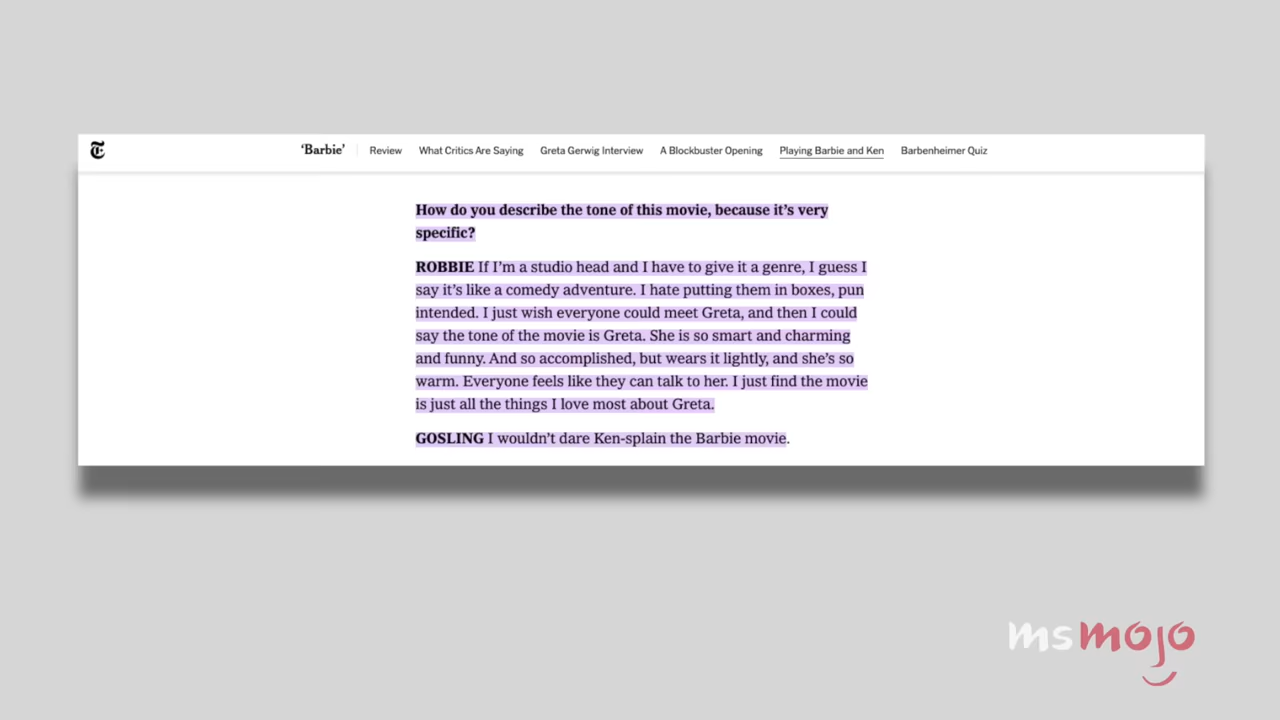 ‘Barbie’ Review What Critics Are Saying Greta Gerwig Interview A Blockbuster Opening Playing Barbie and Ken Barbenheimer Quiz
How do you describe the tone of this movie, because it’s very
specific?
ROBBIE If I’m a studio head and I have to give it a genre, I guess I
say it’s like a comedy adventure. I hate putting them in boxes, pun
intended. I just wish everyone could meet Greta, and then I could
say the tone of the movie is Greta. She is so smart and charming
and funny. And so accomplished, but wears it lightly, and she’s so
warm. Everyone feels like they can talk to her. I just find the movie
is just all the things I love most about Greta.
GOSLING I wouldn’t dare Ken-splain the Barbie movie.
msmojo